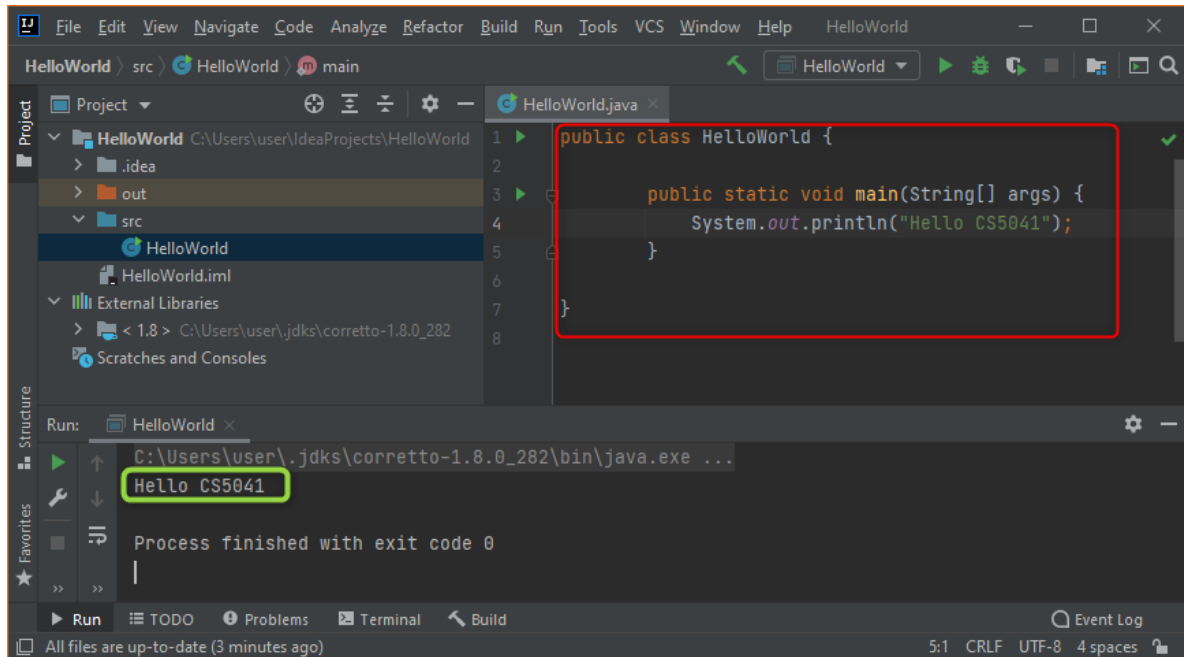 IJ File Edit View Navigate Code Analyze Refactor Build Run Tools VCS Window Help HelloWorld
HelloWorld 〉 src 〉 HelloWorld 〉 m main HelloWorld
Project HelloWorld.java
Project
HelloWorld C:\Users\user\IdeaProjects\HelloWorld
.idea
out
src
HelloWorld
HelloWorld.iml
External Libraries
< 1.8 > C:\Users\user\.jdks\corretto-1.8.0_282
Scratches and Consoles
1 public class HelloWorld {
2
3 public static void main(String[] args) {
4 System.out.println("Hello CS5041");
5 }
6
7 }
8
Structure
Favorites
Run: HelloWorld
C:\Users\user\.jdks\corretto-1.8.0_282\bin\java.exe ...
Hello CS5041
Process finished with exit code 0
Run TODO Problems Terminal Build Event Log
All files are up-to-date (3 minutes ago) 5:1 CRLF UTF-8 4 spaces